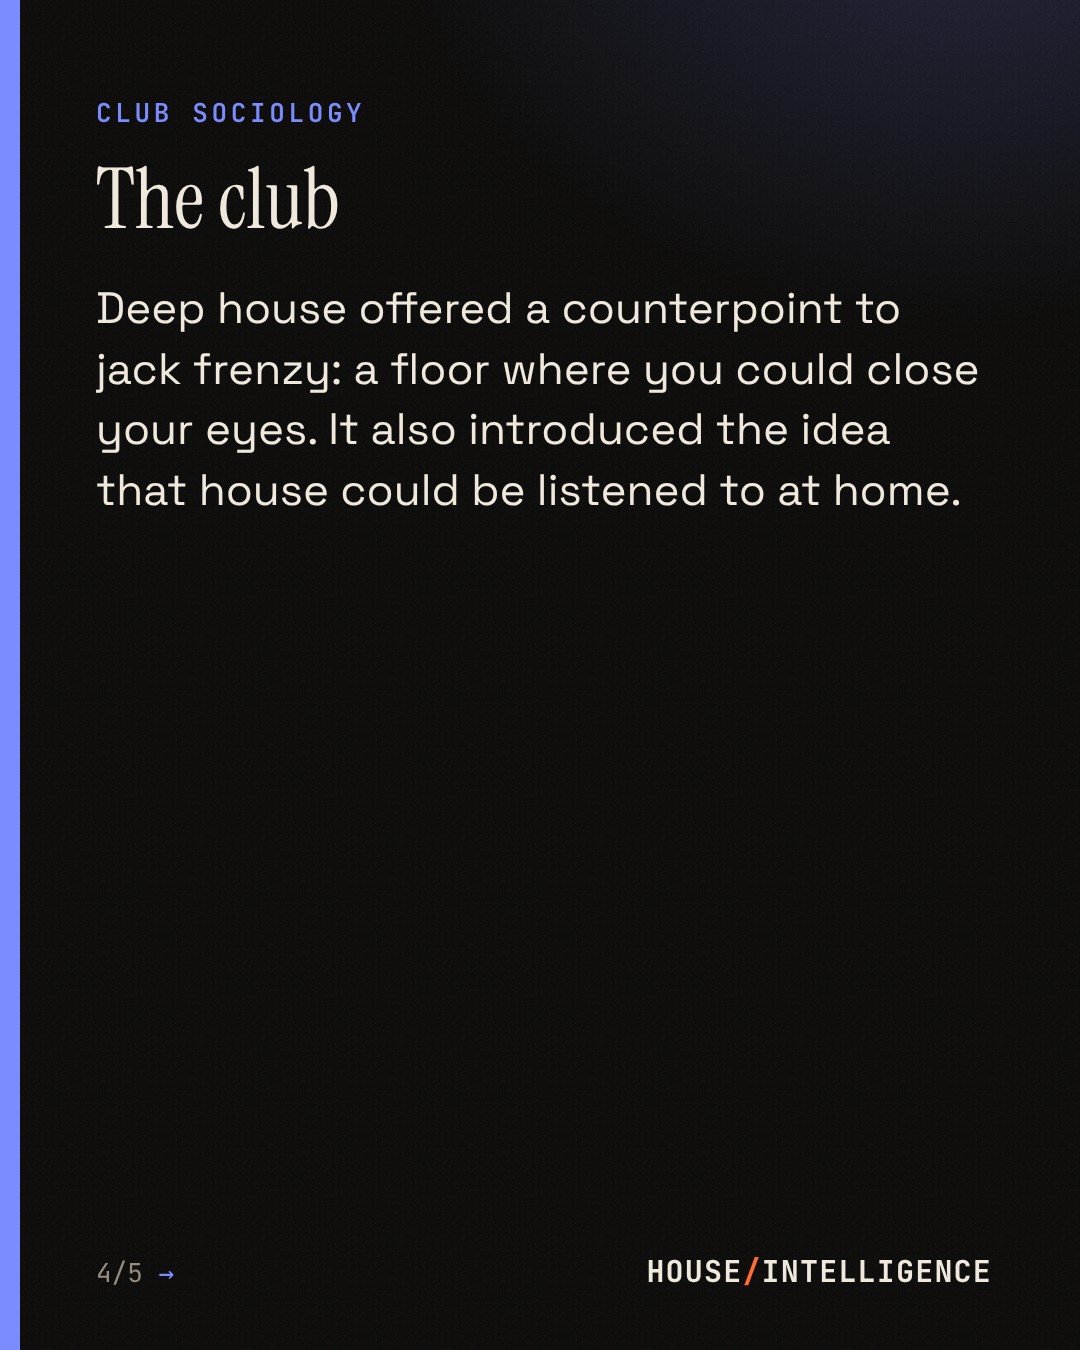 CLUB SOCIOLOGY
The club
Deep house offered a counterpoint to
jack frenzy: a floor where you could close
your eyes. It also introduced the idea
that house could be listened to at home.
4/5 →
HOUSE/INTELLIGENCE